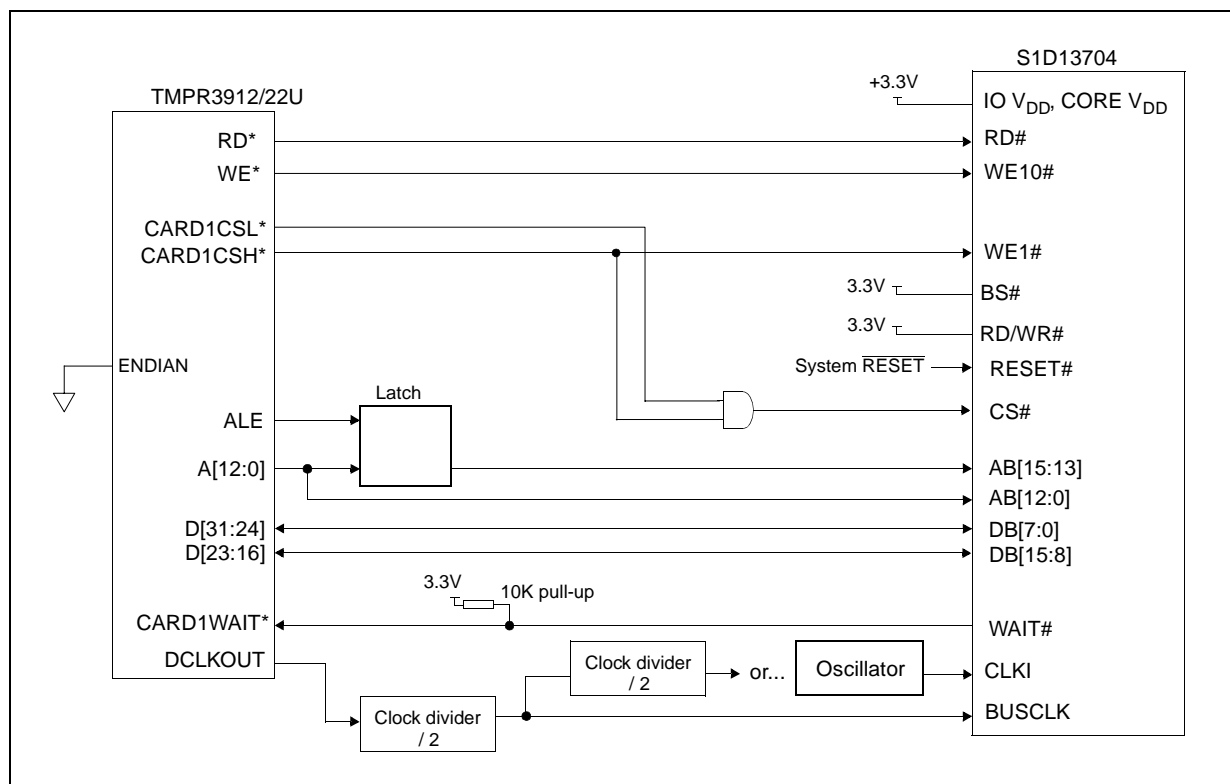 S1D13704
TMPR3912/22U
+3.3V
IO VDD, CORE VDD
RD*
RD#
WE*
WE10#
CARD1CSL*
CARD1CSH*
WE1#
3.3V
BS#
3.3V
RD/WR#
ENDIAN
System RESET
RESET#
Latch
ALE
CS#
A[12:0]
AB[15:13]
AB[12:0]
D[31:24]
DB[7:0]
D[23:16]
DB[15:8]
3.3V
10K pull-up
CARD1WAIT*
WAIT#
DCLKOUT
Clock divider
/ 2
or...
Oscillator
CLKI
Clock divider
/ 2
BUSCLK